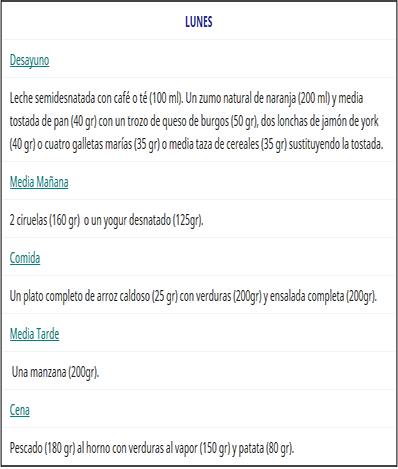 LUNES
Desayuno
Leche semidesnatada con café o té (100 ml). Un zumo natural de naranja (200 ml) y media
tostada de pan (40 gr) con un trozo de queso de burgos (50 gr), dos lonchas de jamón de york
(40 gr) o cuatro galletas marías (35 gr) o media taza de cereales (35 gr) sustituyendo la tostada.
Media Mañana
2 ciruelas (160 gr) o un yogur desnatado (125gr).
Comida
Un plato completo de arroz caldoso (25 gr) con verduras (200gr) y ensalada completa (200gr).
Media Tarde
Una manzana (200gr).
Cena
Pescado (180 gr) al horno con verduras al vapor (150 gr) y patata (80 gr).